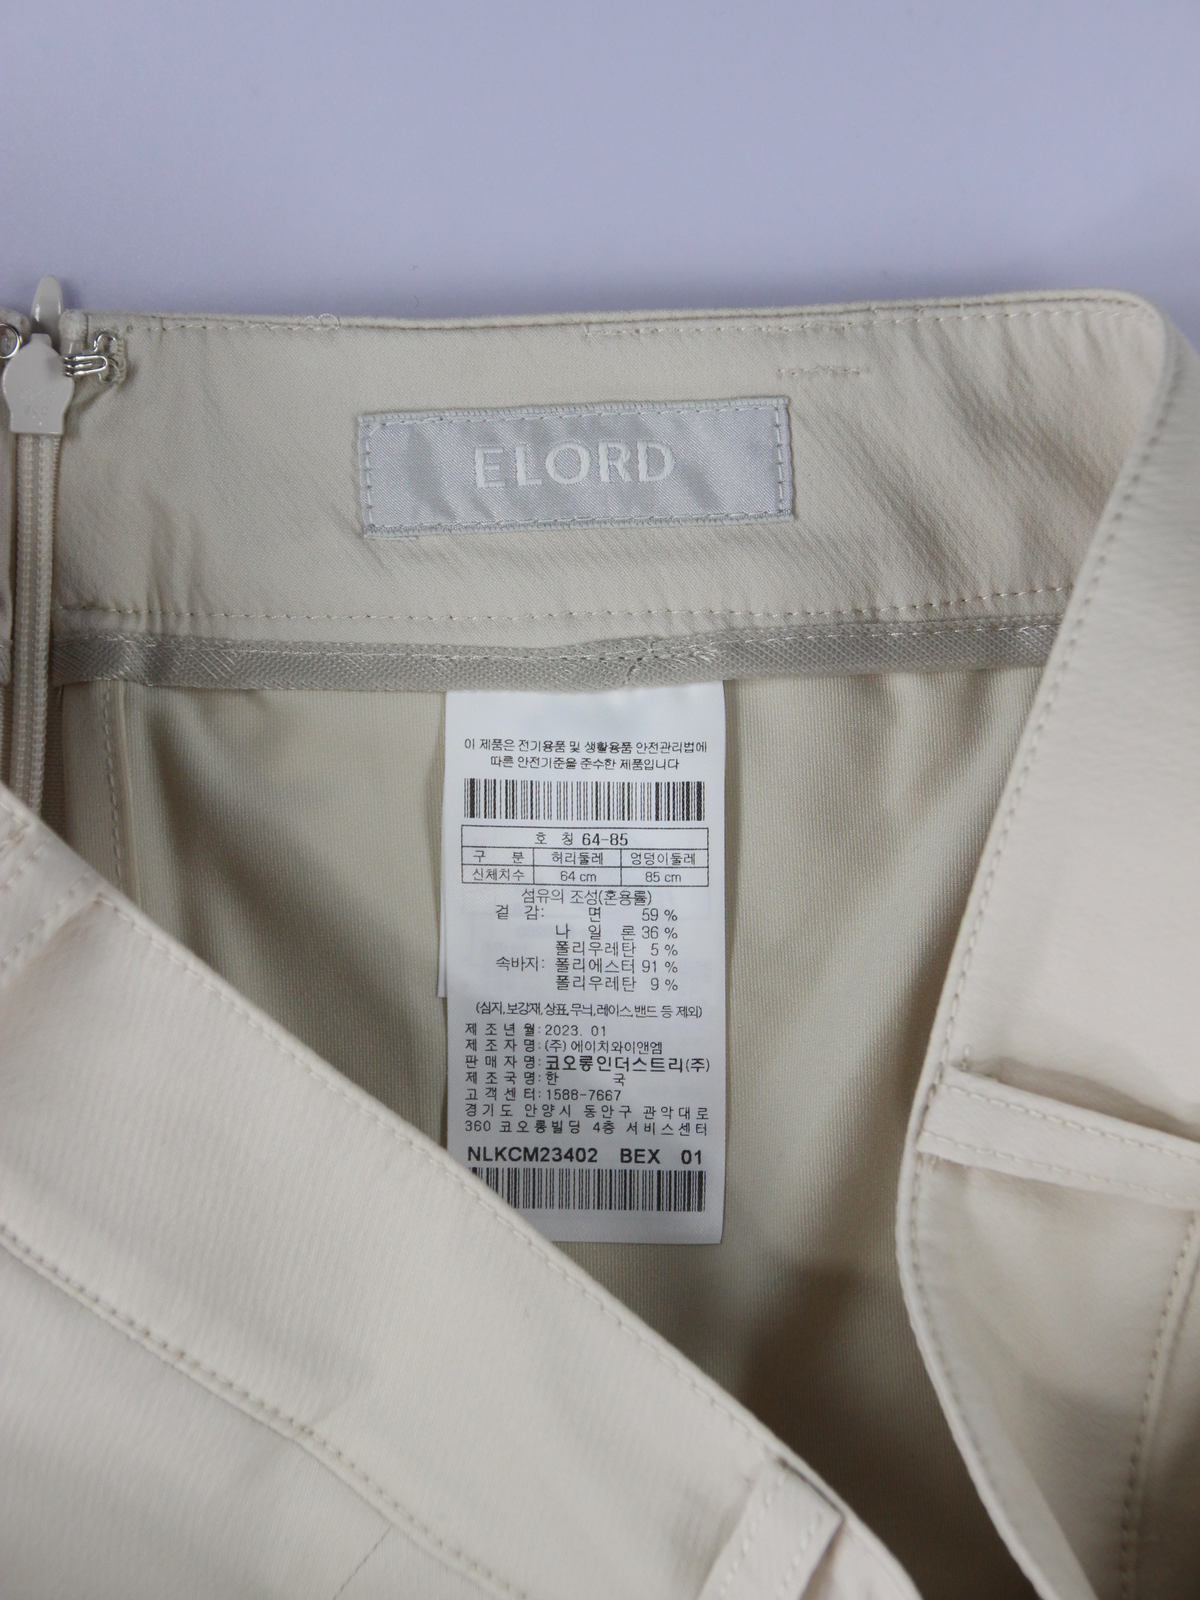 ELORD
이 제품은 전기용품 및 생활용품 안전관리법에
따른 안전기준을 준수한 제품입니다
호 칭 64-85
구 분 허리둘레 엉덩이둘레
신체치수 64 cm 85 cm
섬유의 조성(혼용률)
겉 감: 면 59 %
나 일 론 36 %
폴리우레탄 5 %
속바지: 폴리에스터 91 %
폴리우레탄 9 %
(심지,보강재,상표,무늬,레이스,밴드 등 제외)
제 조 년 월: 2023. 01
제 조 자 명: (주) 에이치와이앤엠
판 매 자 명: 코오롱인더스트리(주)
제 조 국 명: 한 국
고 객 센 터: 1588-7667
경기도 안양시 동안구 관악대로
360 코오롱빌딩 4층 서비스센터
NLKCM23402 BEX 01